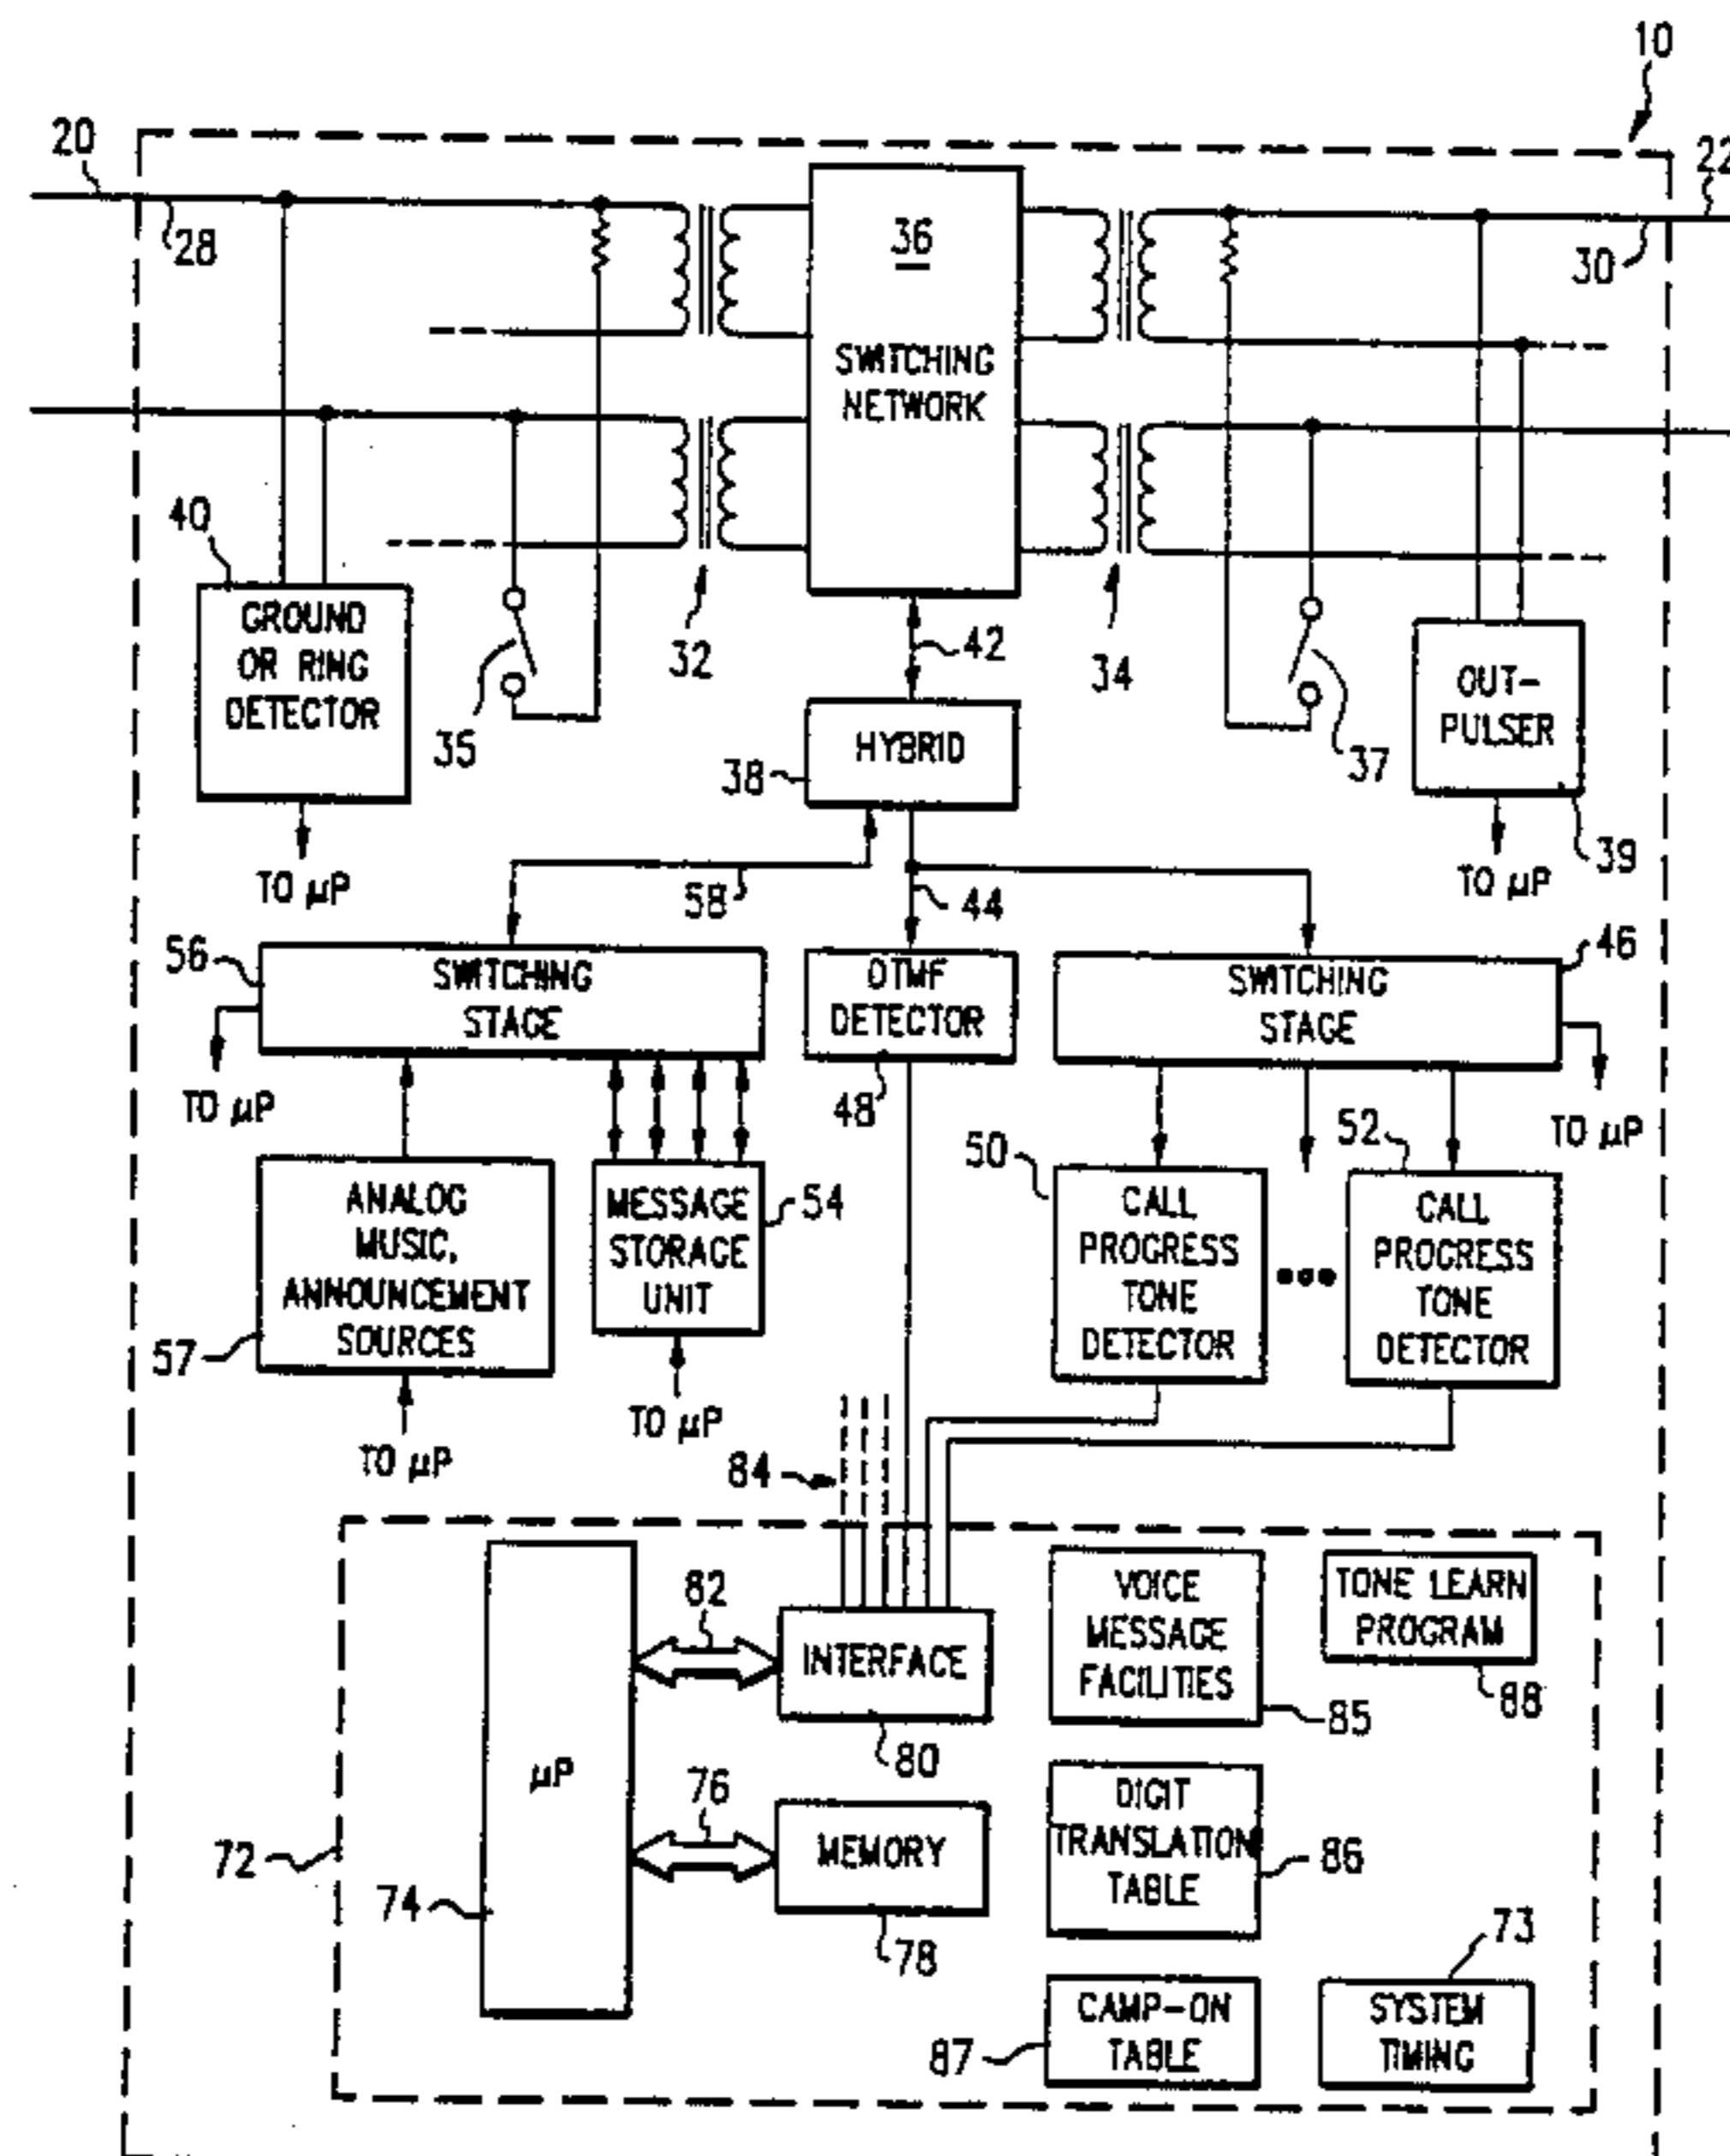 10
20
22
28
30
36
SWITCHING
NETWORK
40
GROUND
OR RING
DETECTOR
35
32
42
34
37
OUT-
PULSER
39
HYBRID
38
TO µP
TO µP
58
44
56
SWITCHING
STAGE
DTMF
DETECTOR
48
46
SWITCHING
STAGE
TO µP
TO µP
50
52
ANALOG
MUSIC,
ANNOUNCEMENT
SOURCES
57
MESSAGE
STORAGE
UNIT
54
CALL
PROGRESS
TONE
DETECTOR
CALL
PROGRESS
TONE
DETECTOR
TO µP
TO µP
84
µP
74
72
82
INTERFACE
80
76
MEMORY
78
VOICE
MESSAGE
FACILITIES
85
TONE LEARN
PROGRAM
88
DIGIT
TRANSLATION
TABLE
86
73
CAMP-ON
TABLE
87
SYSTEM
TIMING